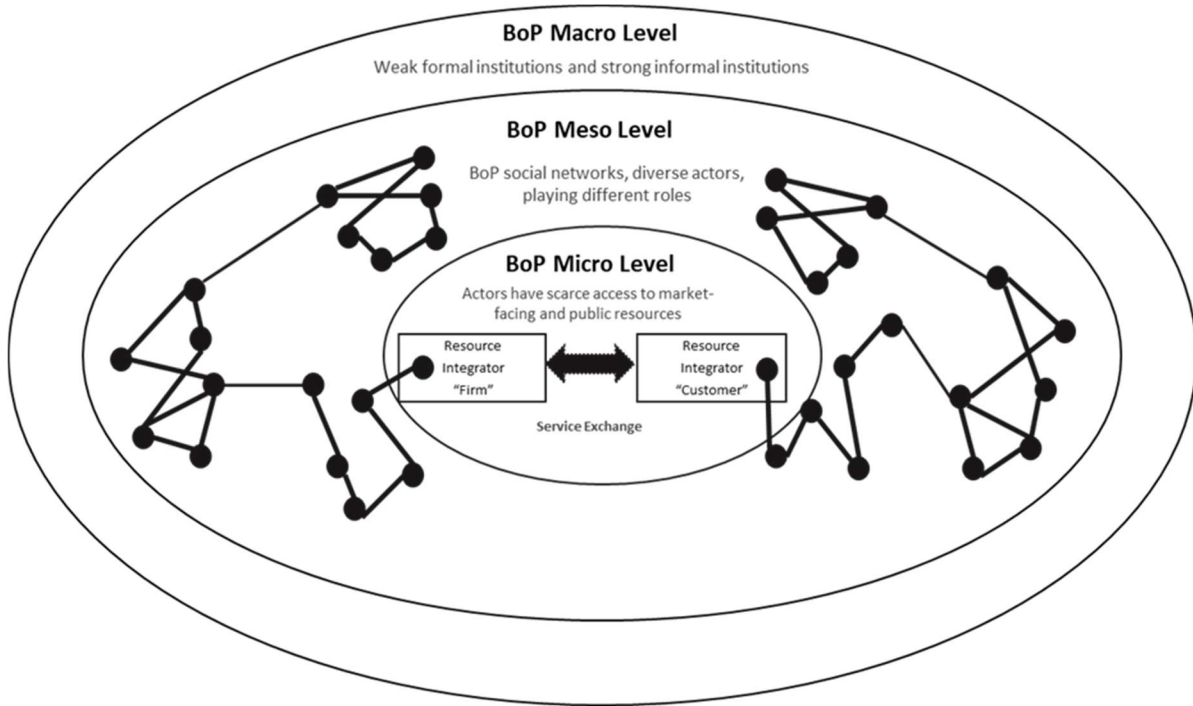 BoP Macro Level
Weak formal institutions and strong informal institutions
BoP Meso Level
BoP social networks, diverse actors,
playing different roles
BoP Micro Level
Actors have scarce access to market-
facing and public resources
Resource
Integrator
“Firm”
Resource
Integrator
“Customer”
Service Exchange